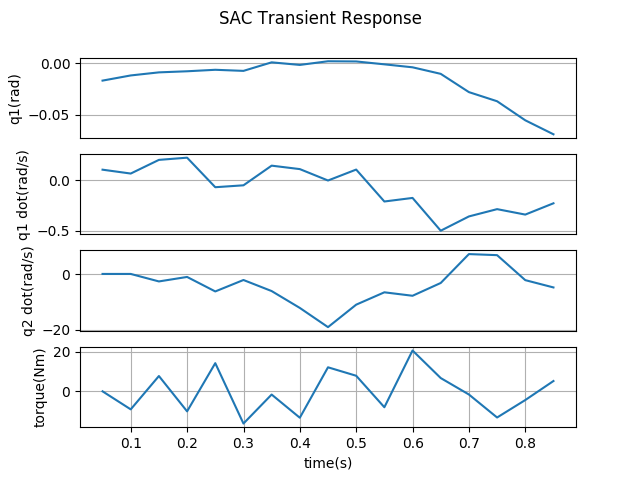 SAC Transient Response
q1(rad)
0.00
−0.05
q1 dot(rad/s)
0.0
−0.5
q2 dot(rad/s)
0
−20
torque(Nm)
20
0
0.1 0.2 0.3 0.4 0.5 0.6 0.7 0.8
time(s)